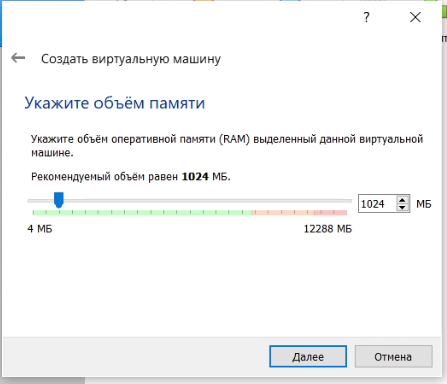 ?
Создать виртуальную машину
Укажите объём памяти
Укажите объём оперативной памяти (RAM) выделенный данной виртуальной
машине.
Рекомендуемый объём равен 1024 МБ.
1024 МБ
4 МБ 12288 МБ
Далее Отмена